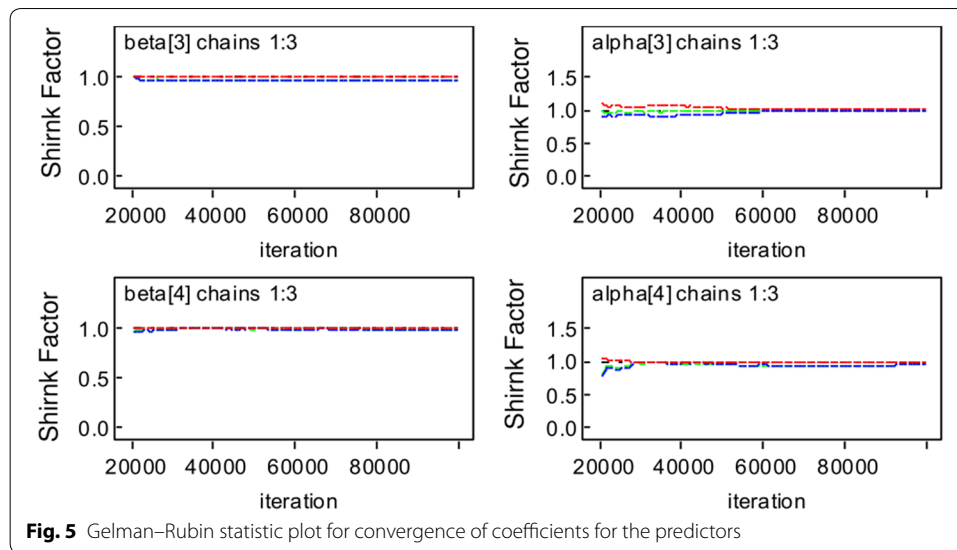 beta[3] chains 1:3
Shirnk Factor
1.0
0.5
0.0
20000 40000 60000 80000
iteration
alpha[3] chains 1:3
Shirnk Factor
1.5
1.0
0.5
0.0
20000 40000 60000 80000
iteration
beta[4] chains 1:3
Shirnk Factor
1.0
0.5
0.0
20000 40000 60000 80000
iteration
alpha[4] chains 1:3
Shirnk Factor
1.5
1.0
0.5
0.0
20000 40000 60000 80000
iteration
Fig. 5 Gelman–Rubin statistic plot for convergence of coefficients for the predictors